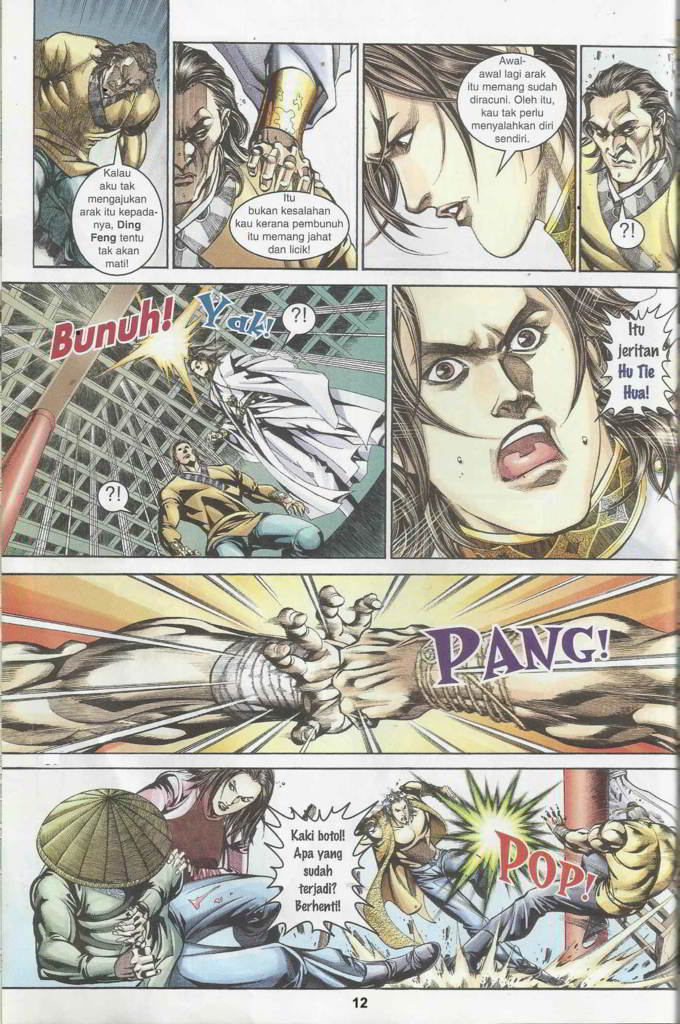 Kalau
aku tak
mengajukan
arak itu kepada-
nya, Ding
Feng tentu
tak akan
mati!
Itu
bukan kesalahan
kau kerana pembunuh
itu memang jahat
dan licik!
Awal-
awal lagi arak
itu memang sudah
diracuni. Oleh itu,
kau tak perlu
menyalahkan diri
sendiri.
?!
Bunuh!
Yak!
?!
?!
Itu
jeritan
Hu Tie
Hua!
PANG!
Kaki botol!
Apa yang
sudah
terjadi?
Berhenti!
POP!
12